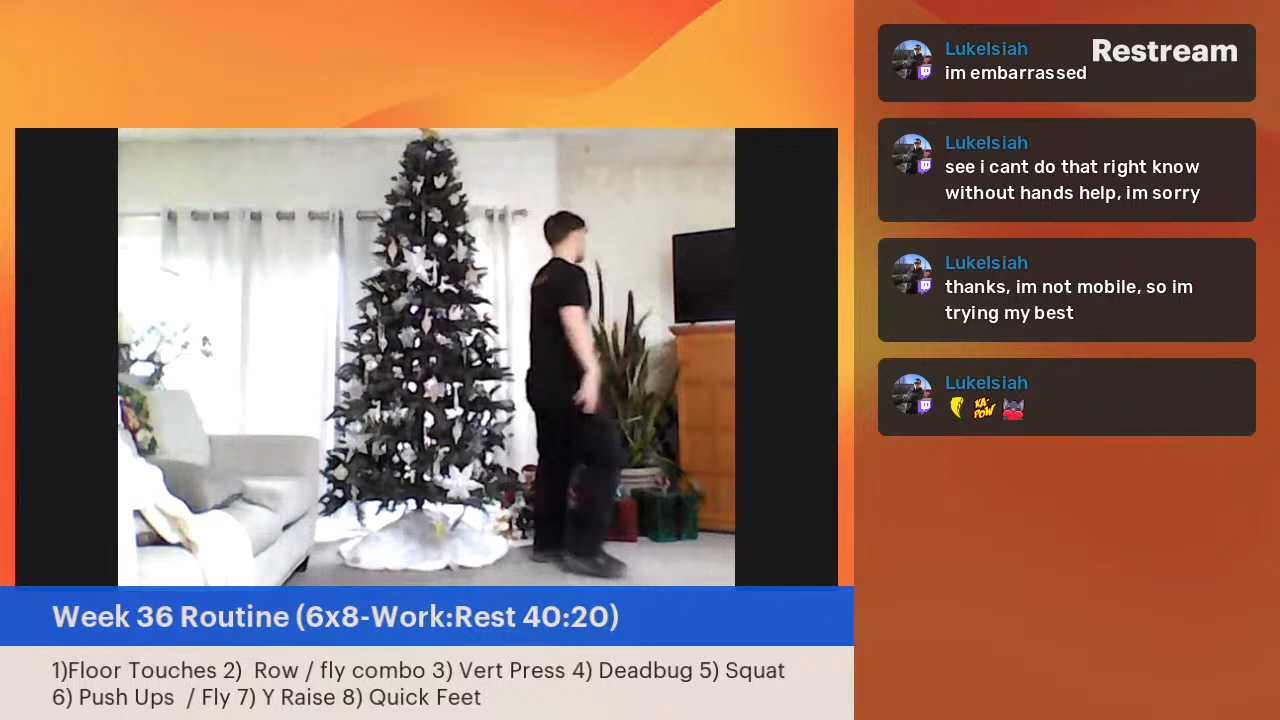 LukeIsiah
im embarrassed
Restream
LukeIsiah
see i cant do that right know
without hands help, im sorry
LukeIsiah
thanks, im not mobile, so im
trying my best
LukeIsiah
KA-
POW
Week 36 Routine (6x8-Work:Rest 40:20)
1)Floor Touches 2)  Row / fly combo 3) Vert Press 4) Deadbug 5) Squat
6) Push Ups  / Fly 7) Y Raise 8) Quick Feet